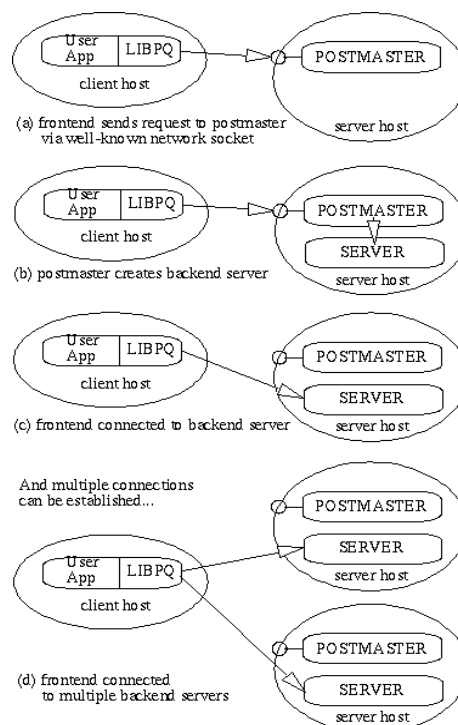 User
App
LIBPQ
POSTMASTER
client host
server host
(a) frontend sends request to postmaster
via well-known network socket
User
App
LIBPQ
POSTMASTER
SERVER
client host
server host
(b) postmaster creates backend server
User
App
LIBPQ
POSTMASTER
SERVER
client host
server host
(c) frontend connected to backend server
And multiple connections
can be established...
POSTMASTER
SERVER
server host
User
App
LIBPQ
client host
POSTMASTER
SERVER
server host
(d) frontend connected
to multiple backend servers